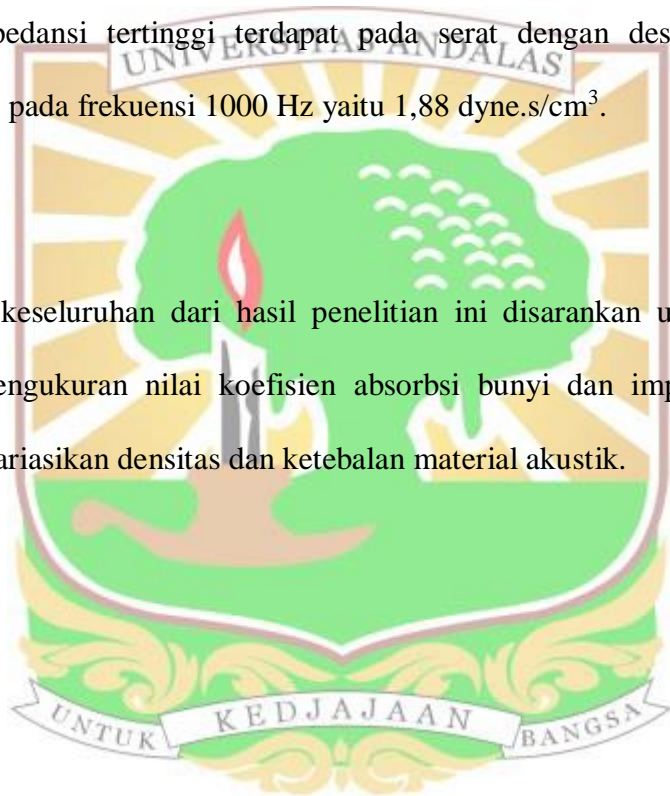 pedansi tertinggi terdapat pada serat dengan des
UNIVERSITAS ANDALAS
pada frekuensi 1000 Hz yaitu 1,88 dyne.s/cm³.
keseluruhan dari hasil penelitian ini disarankan u
engukuran nilai koefisien absorbsi bunyi dan imp
ariasikan densitas dan ketebalan material akustik.
UNTUK KEDJAJAAN BANGSA